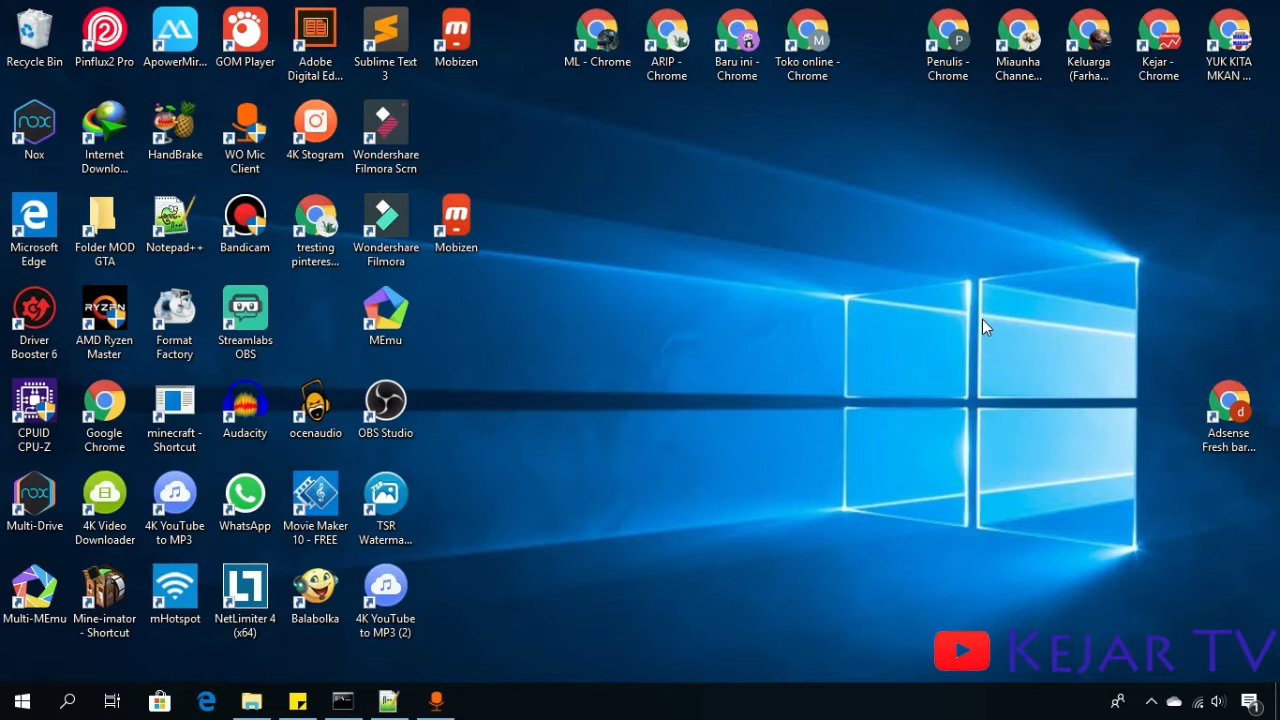 Recycle Bin
Pinflux2 Pro
ApowerMir...
GOM Player
Adobe
Digital Ed...
Sublime Text
3
Mobizen
ML - Chrome
ARIP -
Chrome
Baru ini -
Chrome
Toko online -
Chrome
Penulis -
Chrome
Miaunha
Channe...
Keluarga
(Farha...
Kejar -
Chrome
YUK KITA
MKAN ...
Nox
Internet
Downlo...
HandBrake
WO Mic
Client
4K Stogram
Wondershare
Filmora Scrn
Microsoft
Edge
Folder MOD
GTA
Notepad++
Bandicam
tresting
pinteres...
Wondershare
Filmora
Mobizen
Driver
Booster 6
AMD Ryzen
Master
Format
Factory
Streamlabs
OBS
MEmu
CPUID
CPU-Z
Google
Chrome
minecraft -
Shortcut
Audacity
ocenaudio
OBS Studio
Adsense
Fresh bar...
Multi-Drive
4K Video
Downloader
4K YouTube
to MP3
WhatsApp
Movie Maker
10 - FREE
TSR
Waterma...
Multi-MEmu
Mine-imator
- Shortcut
mHotspot
NetLimiter 4
(x64)
Balabolka
4K YouTube
to MP3 (2)
Kejar TV